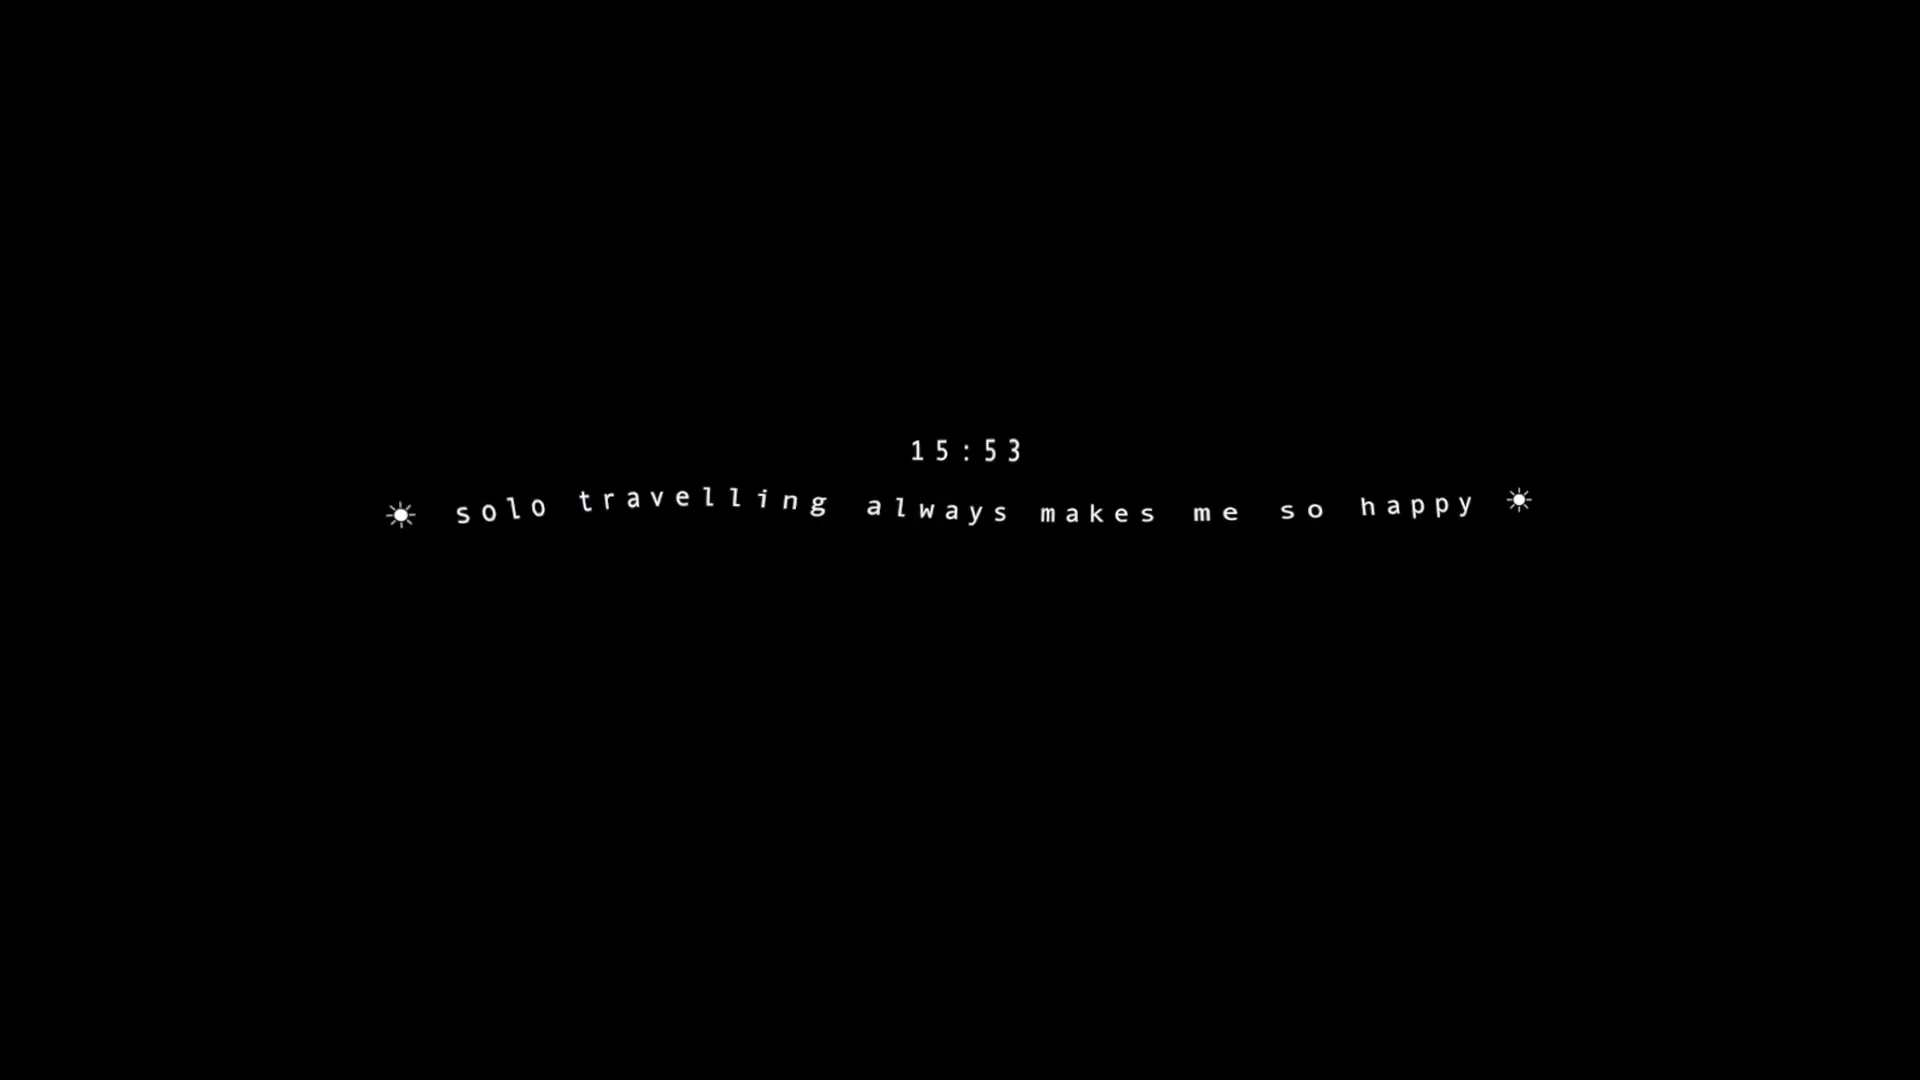 15:53
☀ solo travelling always makes me so happy ☀